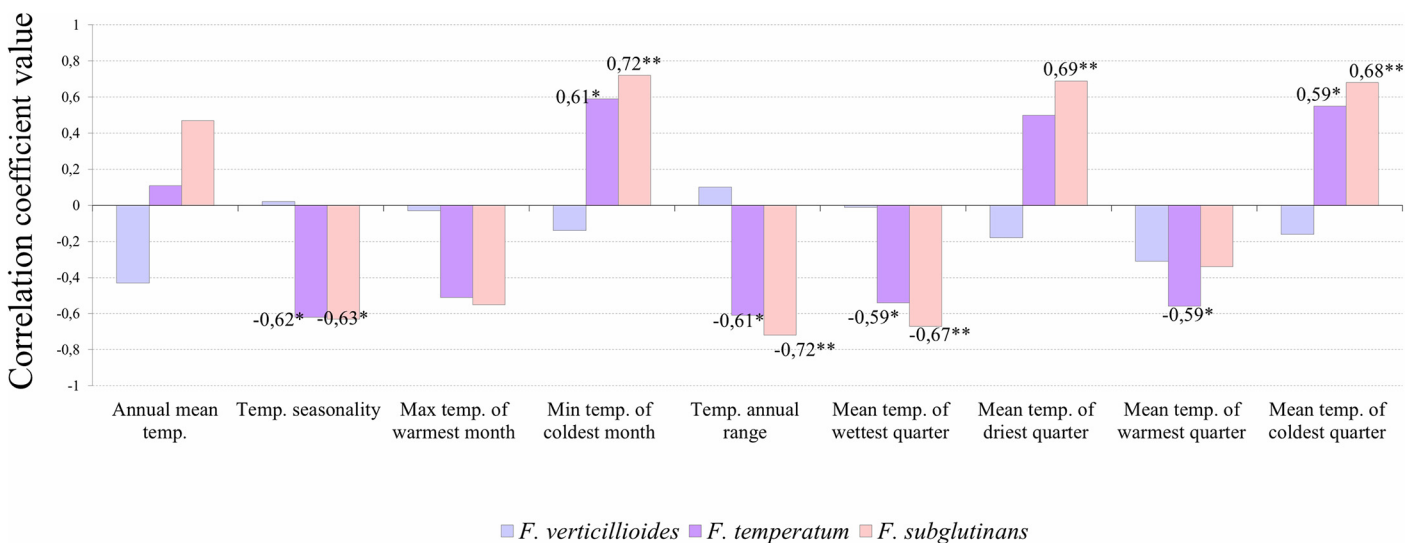 Correlation coefficient value
1
0,8
0,6
0,4
0,2
0
-0,2
-0,4
-0,6
-0,8
-1
-0,62*
-0,63*
0,61*
0,72**
-0,61*
-0,72**
-0,59*
-0,67**
0,69**
-0,59*
0,59*
0,68**
Annual mean
temp.
Temp. seasonality
Max temp. of
warmest month
Min temp. of
coldest month
Temp. annual
range
Mean temp. of
wettest quarter
Mean temp. of
driest quarter
Mean temp. of
warmest quarter
Mean temp. of
coldest quarter
F. verticillioides F. temperatum F. subglutinans